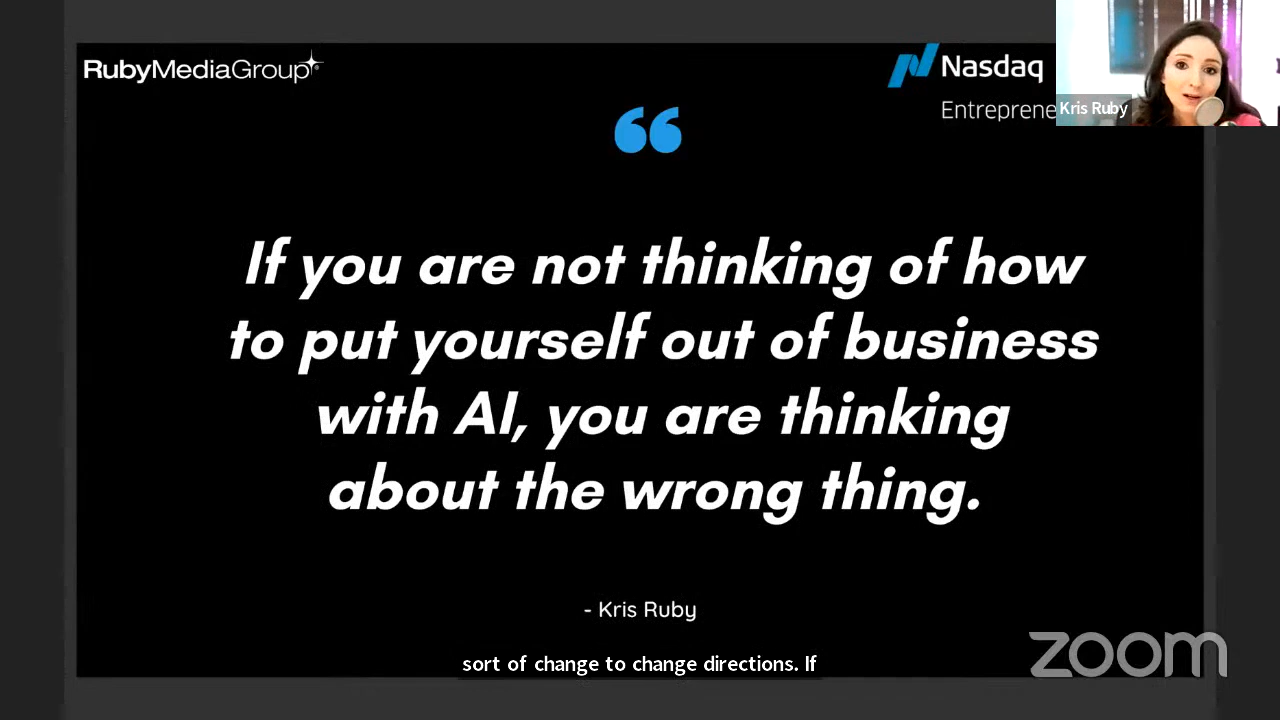 RubyMediaGroup
Nasdaq
Entreprene
Kris Ruby
If you are not thinking of how
to put yourself out of business
with AI, you are thinking
about the wrong thing.
- Kris Ruby
sort of change to change directions. If
zoom